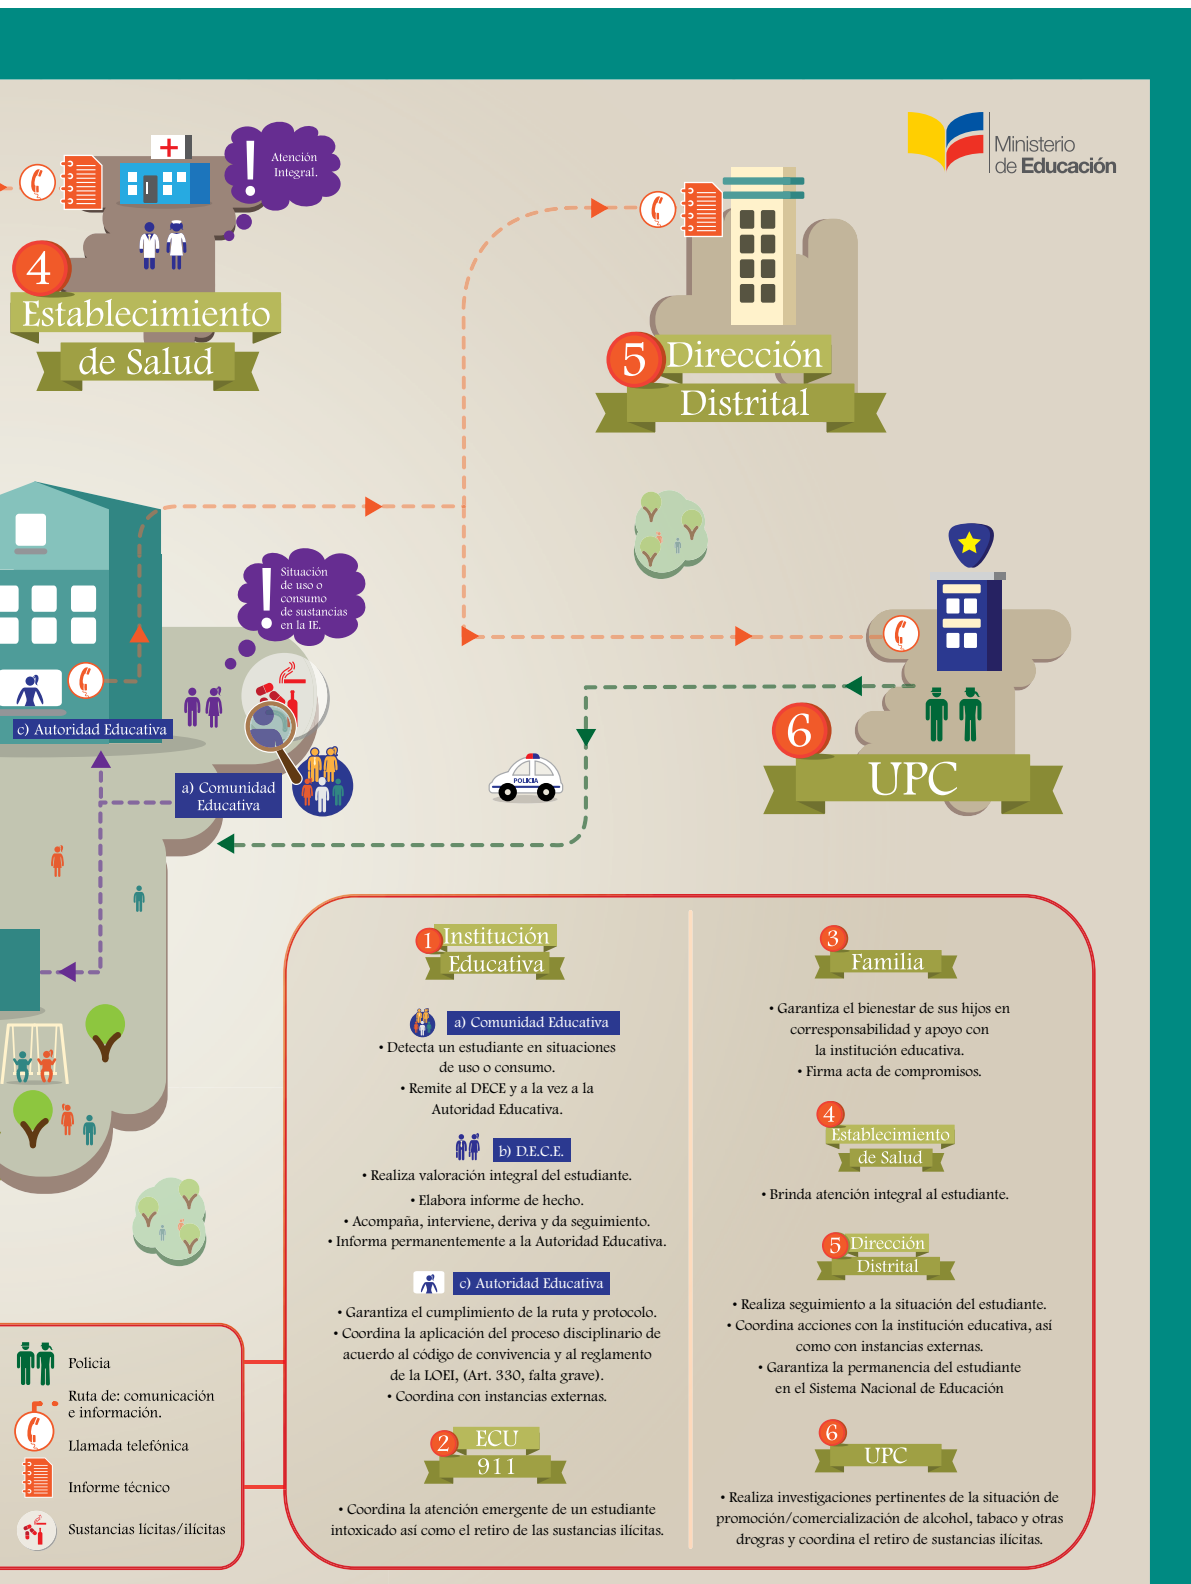 Ministerio
de Educación
Atención
Integral.
4
Establecimiento
de Salud
5 Dirección
Distrital
Situación
de uso o
consumo
de sustancias
en la IE.
c) Autoridad Educativa
a) Comunidad
Educativa
POLICIA
6
UPC
1 Institución
Educativa
a) Comunidad Educativa
• Detecta un estudiante en situaciones
de uso o consumo.
• Remite al DECE y a la vez a la
Autoridad Educativa.
b) D.E.C.E.
• Realiza valoración integral del estudiante.
• Elabora informe de hecho.
• Acompaña, interviene, deriva y da seguimiento.
• Informa permanentemente a la Autoridad Educativa.
c) Autoridad Educativa
• Garantiza el cumplimiento de la ruta y protocolo.
• Coordina la aplicación del proceso disciplinario de
acuerdo al código de convivencia y al reglamento
de la LOEI, (Art. 330, falta grave).
• Coordina con instancias externas.
2 ECU
911
• Coordina la atención emergente de un estudiante
intoxicado así como el retiro de las sustancias ilícitas.
3
Familia
• Garantiza el bienestar de sus hijos en
corresponsabilidad y apoyo con
la institución educativa.
• Firma acta de compromisos.
4
Establecimiento
de Salud
• Brinda atención integral al estudiante.
5 Dirección
Distrital
• Realiza seguimiento a la situación del estudiante.
• Coordina acciones con la institución educativa, así
como con instancias externas.
• Garantiza la permanencia del estudiante
en el Sistema Nacional de Educación
6
UPC
• Realiza investigaciones pertinentes de la situación de
promoción/comercialización de alcohol, tabaco y otras
drogras y coordina el retiro de sustancias ilícitas.
Policia
Ruta de: comunicación
e información.
Llamada telefónica
Informe técnico
Sustancias lícitas/ilícitas